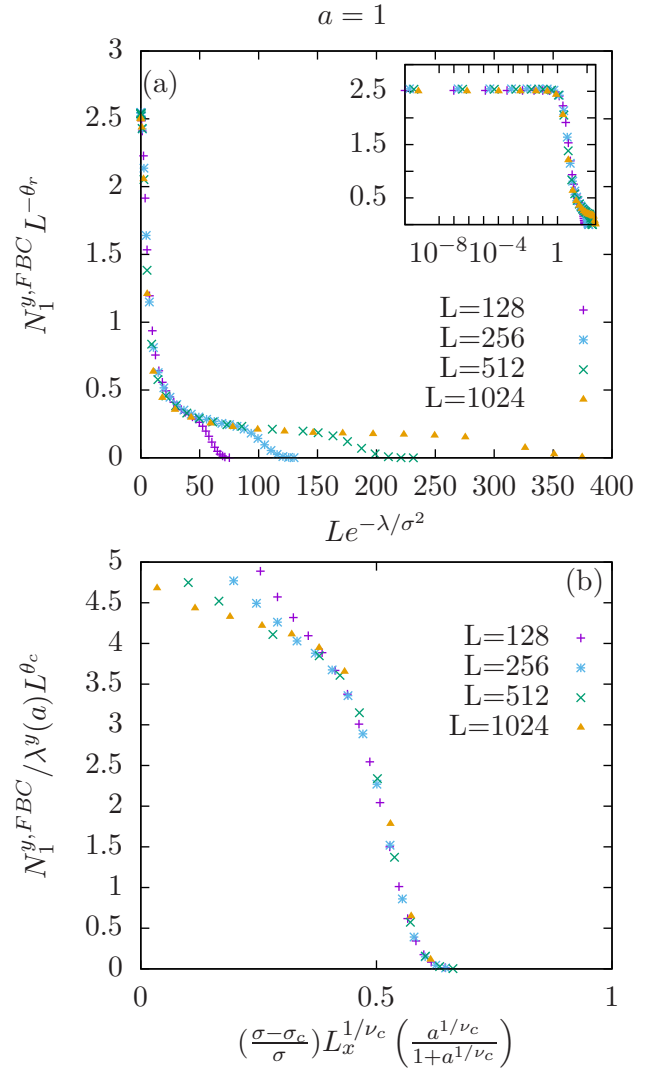 a = 1
(a)
N_1^{y,FBC} L^{-θ_r}
3
2.5
2
1.5
1
0.5
0
0 50 100 150 200 250 300 350 400
Le^{-λ/σ^2}
2.5
1.5
0.5
10^{-8} 10^{-4} 1
L=128
L=256
L=512
L=1024
(b)
N_1^{y,FBC}/λ^y(a)L^{θ_c}
5
4.5
4
3.5
3
2.5
2
1.5
1
0.5
0
0 0.5 1
L=128
L=256
L=512
L=1024
(\frac{σ-σ_c}{σ})L_x^{1/ν_c} (\frac{a^{1/ν_c}}{1+a^{1/ν_c}})